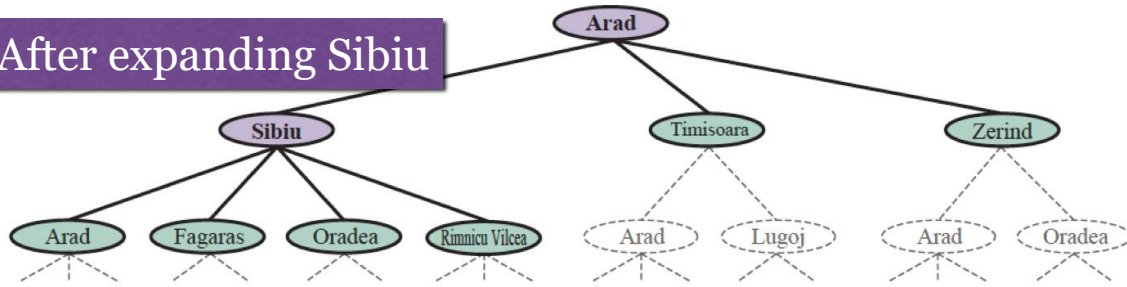 Arad
After expanding Sibiu
Sibiu
Timisoara
Zerind
Arad
Fagaras
Oradea
Rimnicu Vilcea
Arad
Lugoj
Arad
Oradea